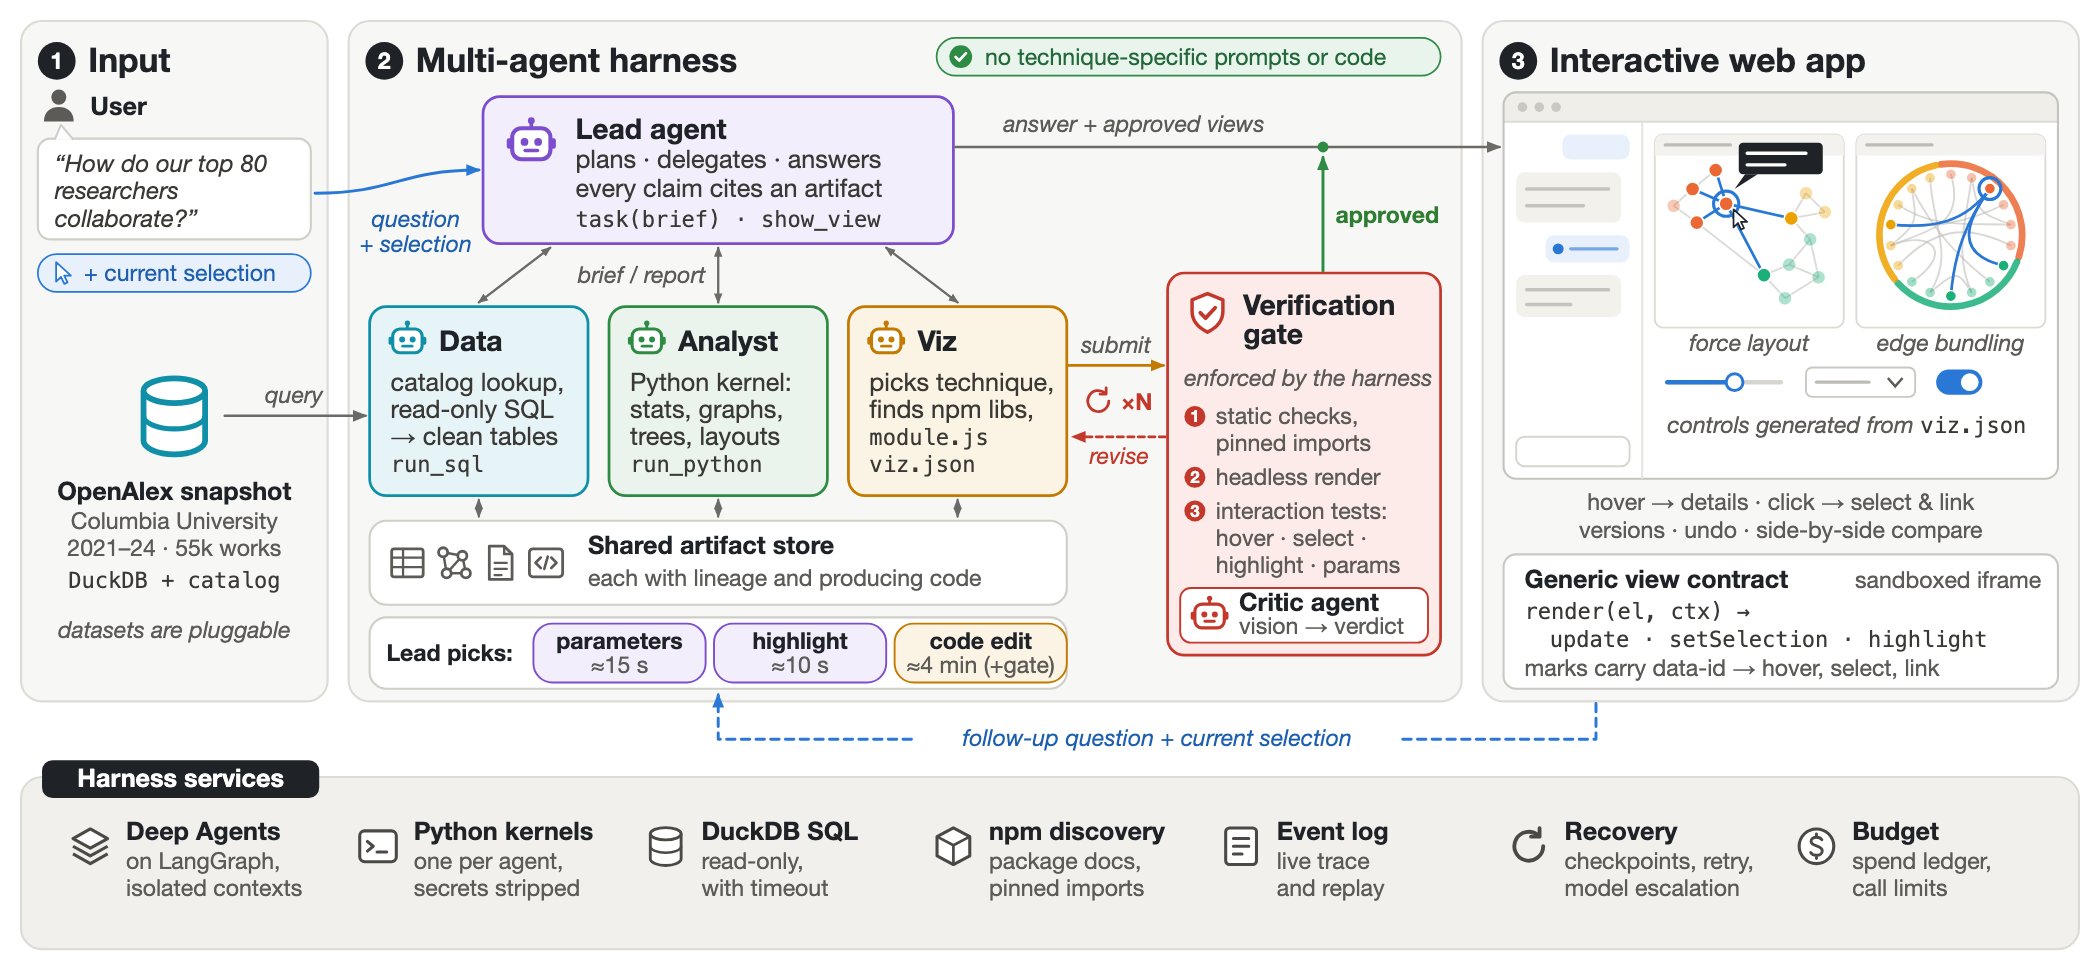 1 Input
User
“How do our top 80
researchers
collaborate?”
+ current selection
query
OpenAlex snapshot
Columbia University
2021–24 · 55k works
DuckDB + catalog
datasets are pluggable
2 Multi-agent harness
no technique-specific prompts or code
question
+ selection
Lead agent
plans · delegates · answers
every claim cites an artifact
task(brief) · show_view
answer + approved views
brief / report
approved
Data
catalog lookup,
read-only SQL
→ clean tables
run_sql
Analyst
Python kernel:
stats, graphs,
trees, layouts
run_python
Viz
picks technique,
finds npm libs,
module.js
viz.json
submit
×N
revise
Verification
gate
enforced by the harness
1 static checks,
pinned imports
2 headless render
3 interaction tests:
hover · select ·
highlight · params
Critic agent
vision → verdict
Shared artifact store
each with lineage and producing code
Lead picks:
parameters
≈15 s
highlight
≈10 s
code edit
≈4 min (+gate)
3 Interactive web app
force layout
edge bundling
controls generated from viz.json
hover → details · click → select & link
versions · undo · side-by-side compare
Generic view contract
sandboxed iframe
render(el, ctx) →
update · setSelection · highlight
marks carry data-id → hover, select, link
follow-up question + current selection
Harness services
Deep Agents
on LangGraph,
isolated contexts
Python kernels
one per agent,
secrets stripped
DuckDB SQL
read-only,
with timeout
npm discovery
package docs,
pinned imports
Event log
live trace
and replay
Recovery
checkpoints, retry,
model escalation
Budget
spend ledger,
call limits